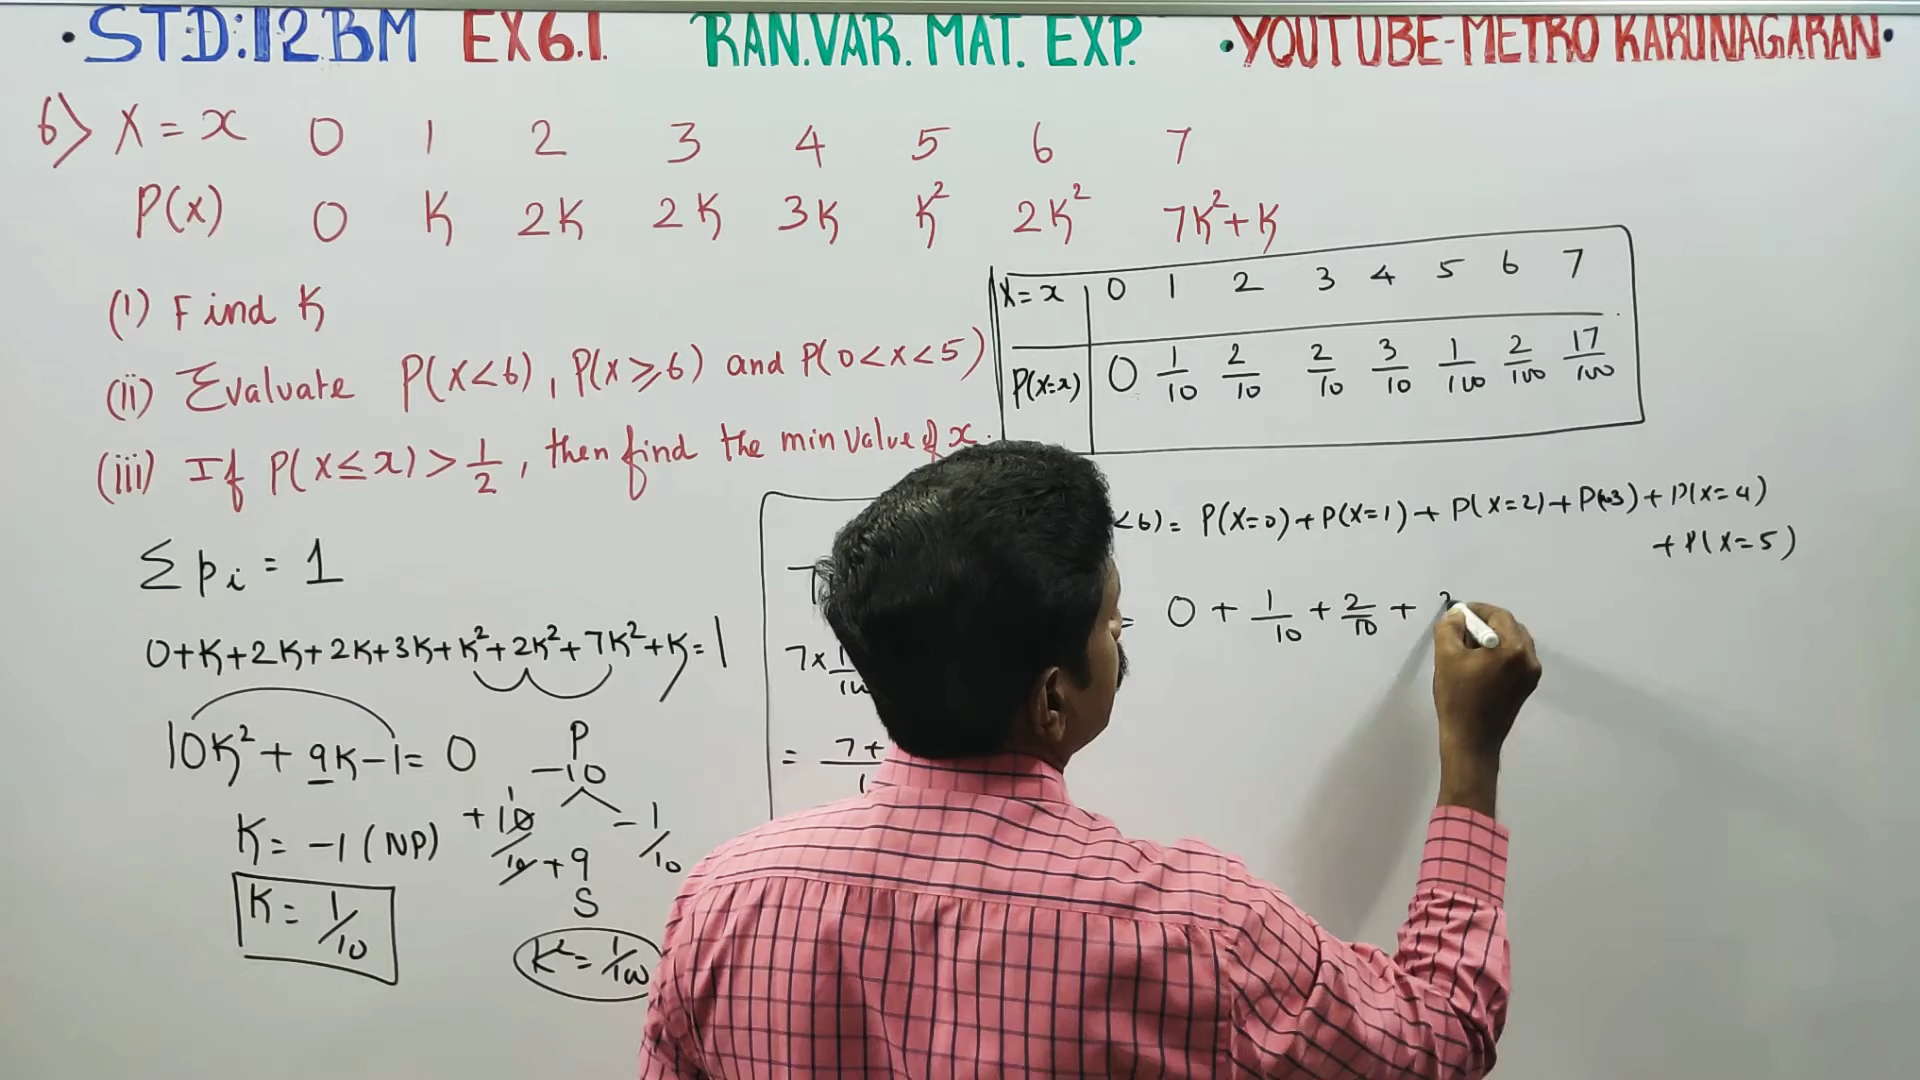 •STD:12BM EX6.1. RAN.VAR. MAT. EXP. •YOUTUBE-METRO KARUNAGARAN•
6) X = x 0 1 2 3 4 5 6 7
P(x) 0 K 2K 2K 3K K² 2K² 7K²+K
(i) Find K
(ii) Evaluate P(X<6), P(X≥6) and P(0<X<5)
(iii) If P(X≤x) > 1/2, then find the min value of x.
X=x 0 1 2 3 4 5 6 7
P(X=x) 0 1/10 2/10 2/10 3/10 1/100 2/100 17/100
Σpi = 1
0+K+2K+2K+3K+K²+2K²+7K²+K=1
10K²+9K-1=0
K=-1 (NP)
K=1/10
P
-10
+10/10 -1/10
+9
S
K²=1/100
7×1/100
= 7+
<6) = P(X=0)+P(X=1)+P(X=2)+P(X=3)+P(X=4)
+P(X=5)
= 0+1/10+2/10+